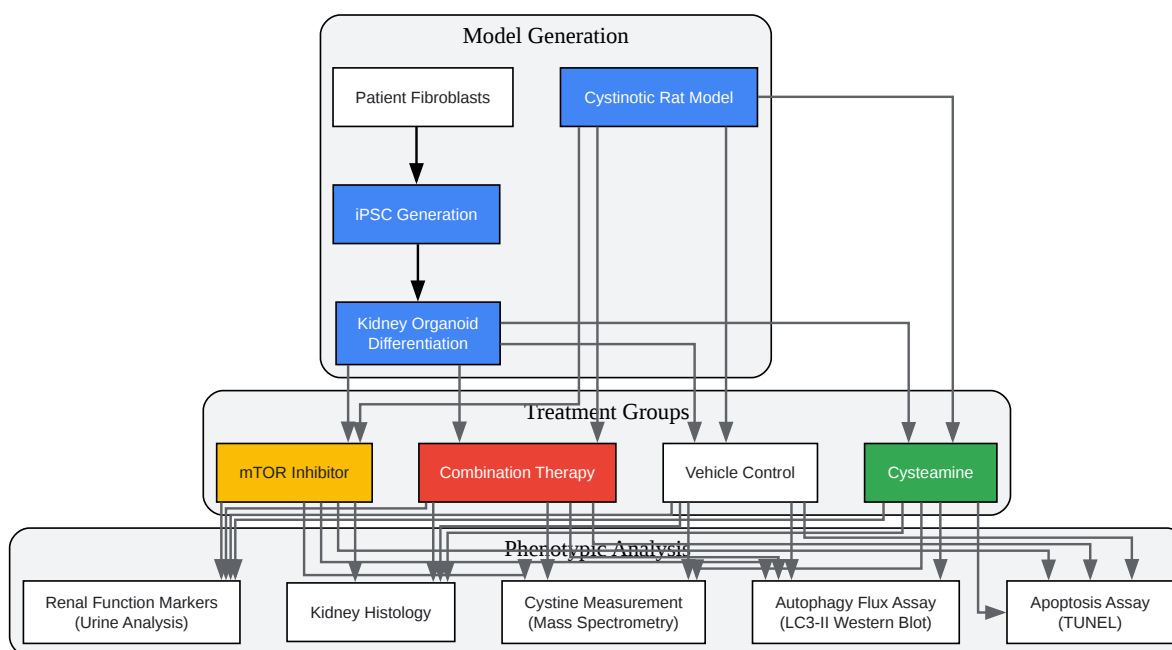 Model Generation
Patient Fibroblasts
Cystinotic Rat Model
iPSC Generation
Kidney Organoid
Differentiation
Treatment Groups
mTOR Inhibitor
Combination Therapy
Vehicle Control
Cysteamine
Phenotypic Analysis
Renal Function Markers
(Urine Analysis)
Kidney Histology
Cystine Measurement
(Mass Spectrometry)
Autophagy Flux Assay
(LC3-II Western Blot)
Apoptosis Assay
(TUNEL)